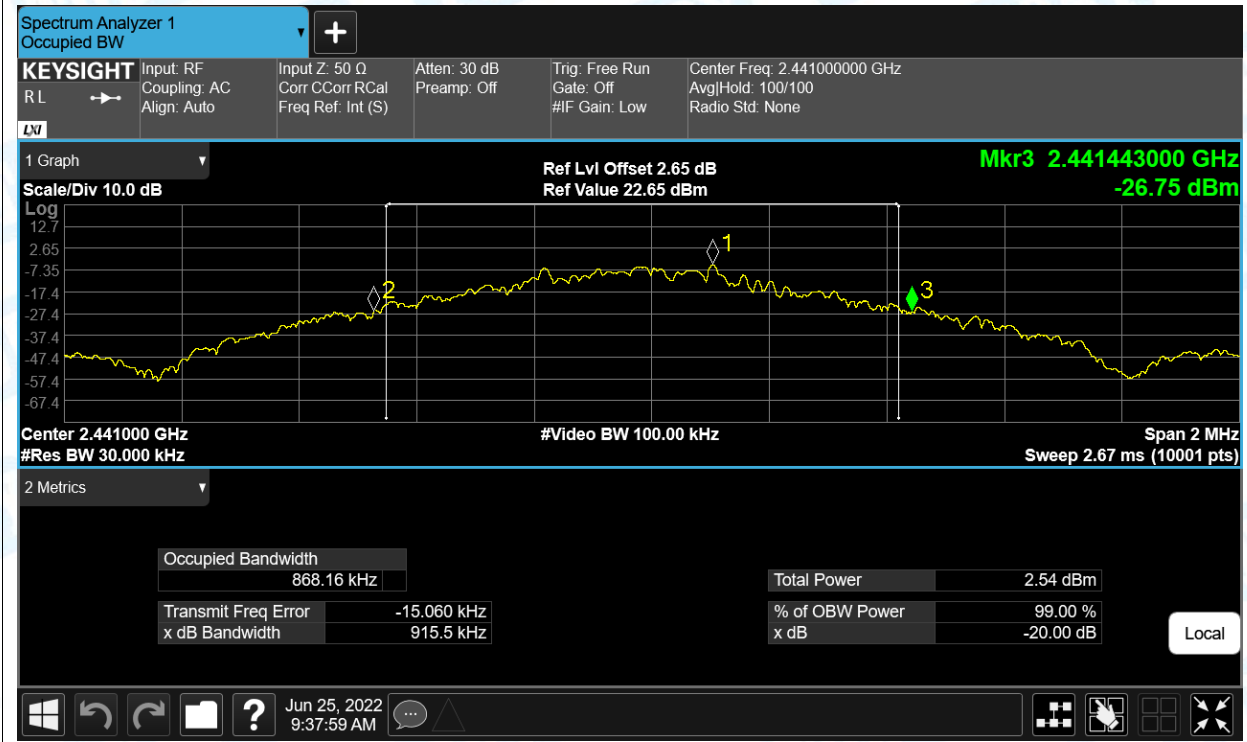 Spectrum Analyzer 1
Occupied BW
KEYSIGHT
R L
LXI
Input: RF
Coupling: AC
Align: Auto
Input Z: 50 Ω
Corr CCorr RCal
Freq Ref: Int (S)
Atten: 30 dB
Preamp: Off
Trig: Free Run
Gate: Off
#IF Gain: Low
Center Freq: 2.441000000 GHz
Avg|Hold: 100/100
Radio Std: None
1 Graph
Scale/Div 10.0 dB
Ref Lvl Offset 2.65 dB
Ref Value 22.65 dBm
Mkr3 2.441443000 GHz
-26.75 dBm
Log
12.7
2.65
-7.35
-17.4
-27.4
-37.4
-47.4
-57.4
-67.4
1
2
3
Center 2.441000 GHz
#Video BW 100.00 kHz
Span 2 MHz
#Res BW 30.000 kHz
Sweep 2.67 ms (10001 pts)
2 Metrics
Occupied Bandwidth
868.16 kHz
Transmit Freq Error -15.060 kHz
x dB Bandwidth 915.5 kHz
Total Power 2.54 dBm
% of OBW Power 99.00 %
x dB -20.00 dB
Local
?
Jun 25, 2022
9:37:59 AM